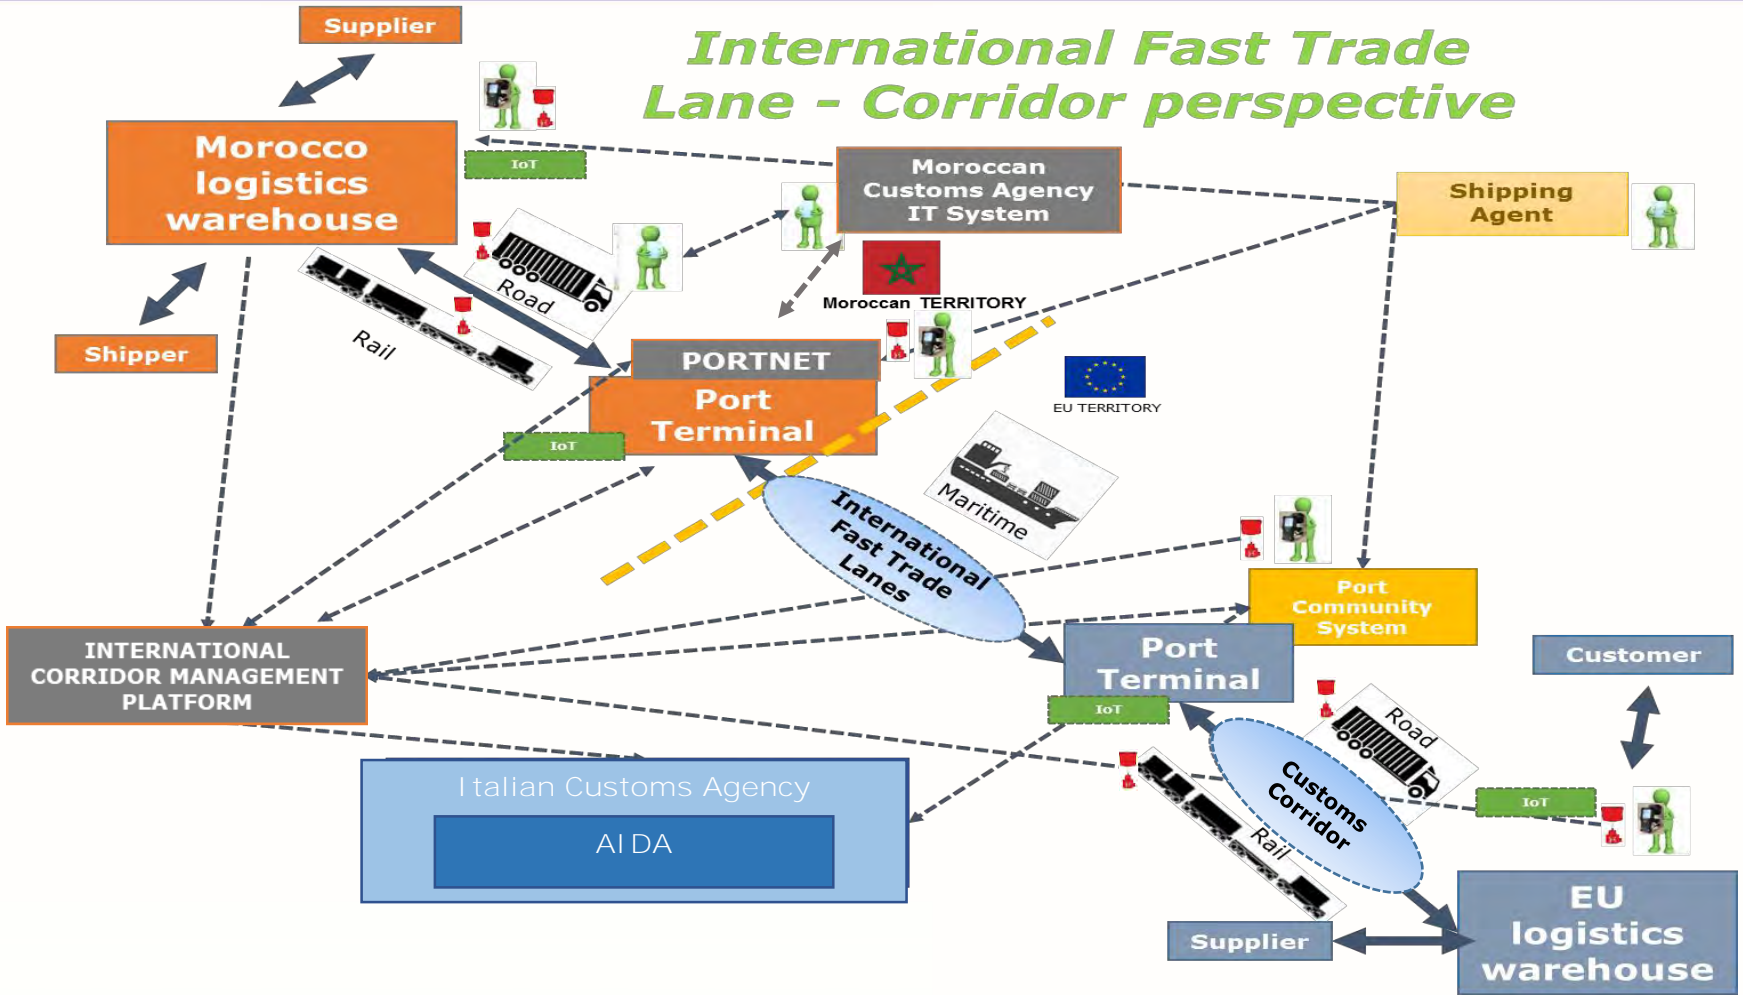 Supplier
International Fast Trade
Lane - Corridor perspective
Morocco
logistics
warehouse
IoT
Moroccan
Customs Agency
IT System
Shipping
Agent
Road
Rail
Shipper
Moroccan TERRITORY
PORTNET
Port
Terminal
IoT
EU TERRITORY
Maritime
International
Fast Trade
Lanes
Port
Community
System
INTERNATIONAL
CORRIDOR MANAGEMENT
PLATFORM
Port
Terminal
IoT
Customer
Road
Italian Customs Agency
AIDA
Customs
Corridor
Rail
IoT
EU
logistics
warehouse
Supplier